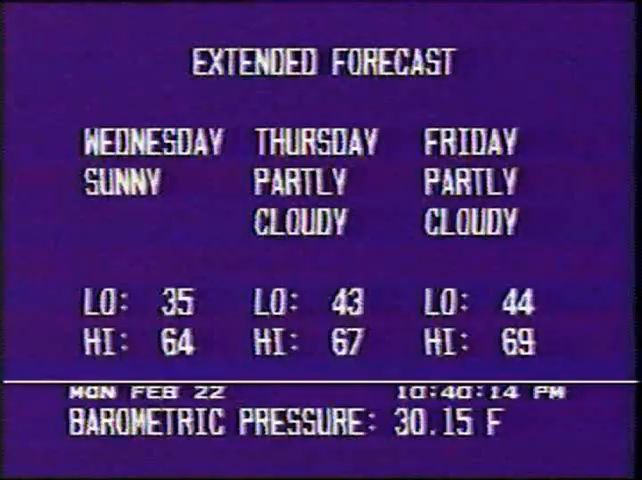 EXTENDED FORECAST
WEDNESDAY THURSDAY FRIDAY
SUNNY PARTLY PARTLY
CLOUDY CLOUDY
LO: 35 LO: 43 LO: 44
HI: 64 HI: 67 HI: 69
MON FEB 22 10:40:14 PM
BAROMETRIC PRESSURE: 30.15 F